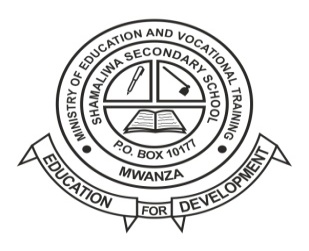 MINISTRY OF EDUCATION AND VOCATIONAL TRAINING
SHAMALIWA SECONDARY SCHOOL
P.O. BOX 10177
MWANZA
EDUCATION FOR DEVELOPMENT